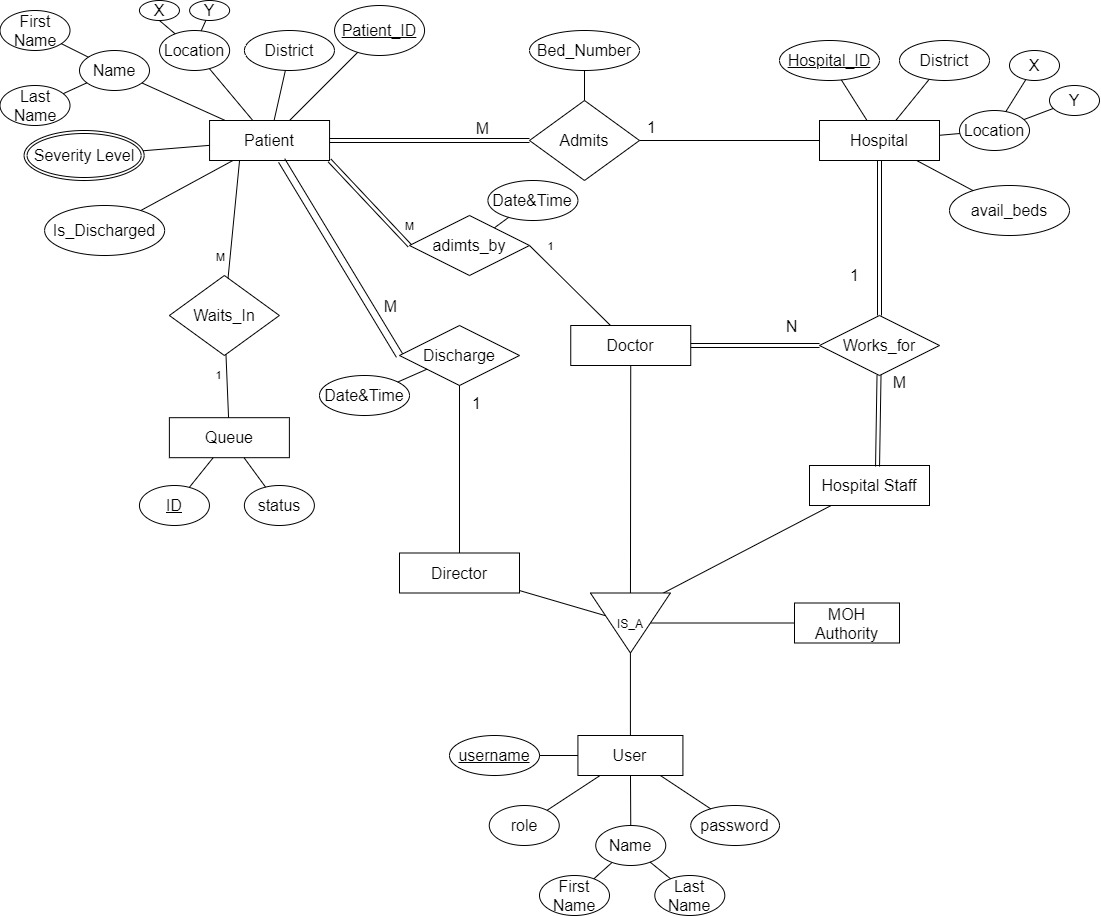 First
Name
X
Y
Location
District
Patient_ID
Name
Last
Name
Severity Level
Is_Discharged
Patient
M
Bed_Number
Admits
1
Hospital_ID
District
X
Y
Location
Hospital
avail_beds
Date&Time
M
adimts_by
1
M
Waits_In
1
Queue
ID
status
M
Discharge
Date&Time
1
Doctor
N
1
Works_for
M
Hospital Staff
Director
IS_A
MOH
Authority
username
User
role
Name
password
First
Name
Last
Name